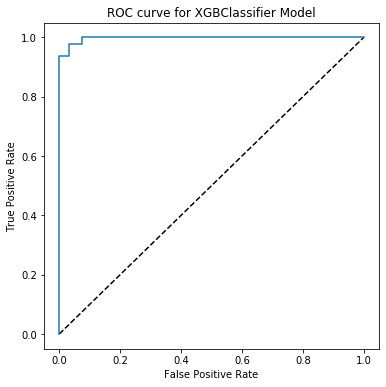 ROC curve for XGBClassifier Model
True Positive Rate
1.0
0.8
0.6
0.4
0.2
0.0
0.0 0.2 0.4 0.6 0.8 1.0
False Positive Rate